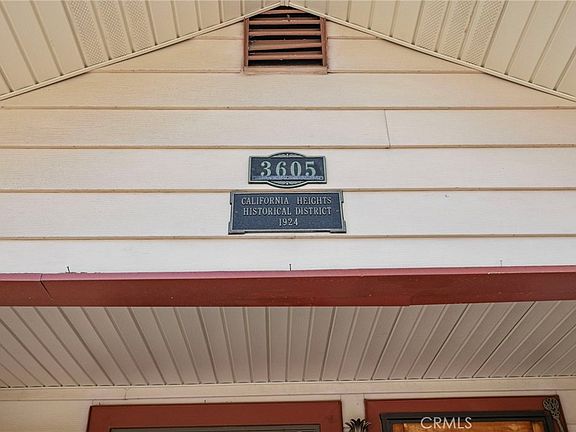 3605
CALIFORNIA HEIGHTS
HISTORICAL DISTRICT
1924
CRMLS